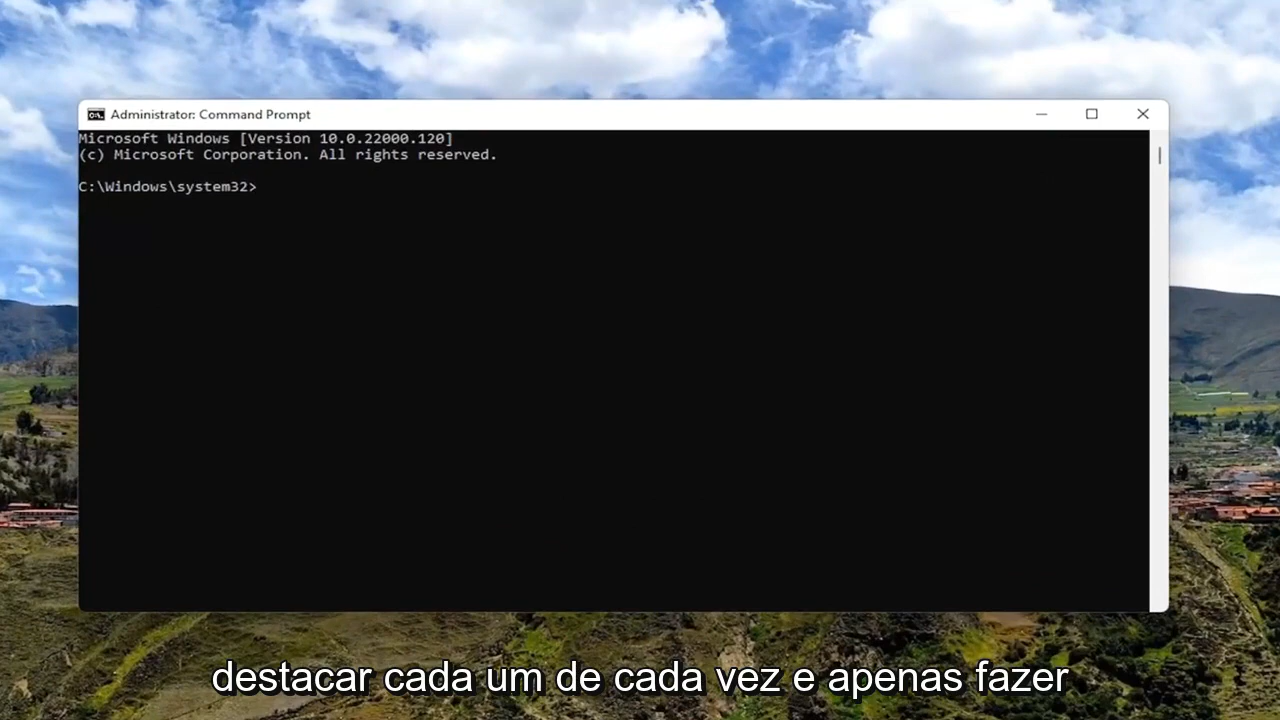 Administrator: Command Prompt
Microsoft Windows [Version 10.0.22000.120]
(c) Microsoft Corporation. All rights reserved.
C:\Windows\system32>
destacar cada um de cada vez e apenas fazer